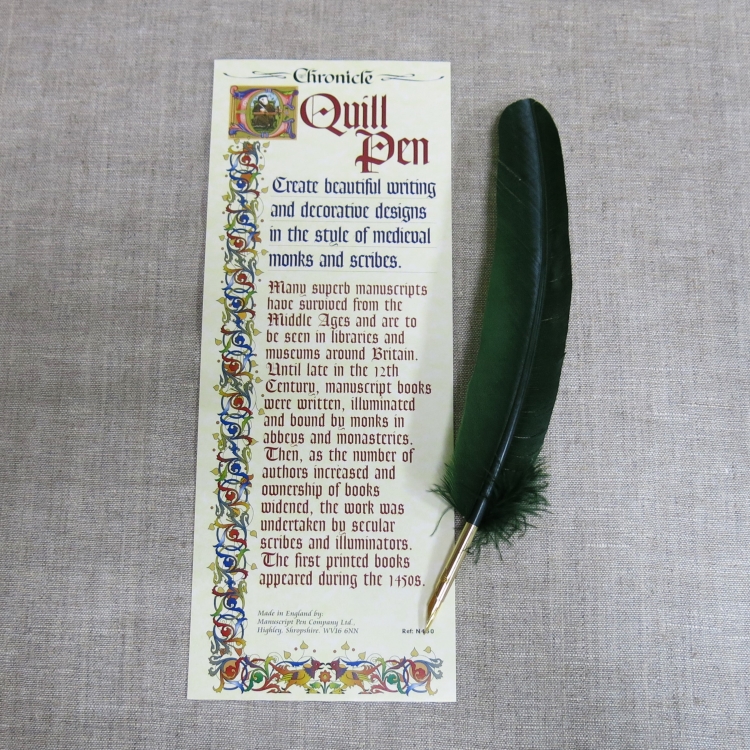 Chronicle
Quill
Pen
Create beautiful writing
and decorative designs
in the style of medieval
monks and scribes.
Many superb manuscripts
have survived from the
Middle Ages and are to
be seen in libraries and
museums around Britain.
Until late in the 12th
Century, manuscript books
were written, illuminated
and bound by monks in
abbeys and monasteries.
Then, as the number of
authors increased and
ownership of books
widened, the work was
undertaken by secular
scribes and illuminators.
The first printed books
appeared during the 1450s.
Made in England by:
Manuscript Pen Company Ltd.,
Highley, Shropshire. WV16 6NN
Ref: